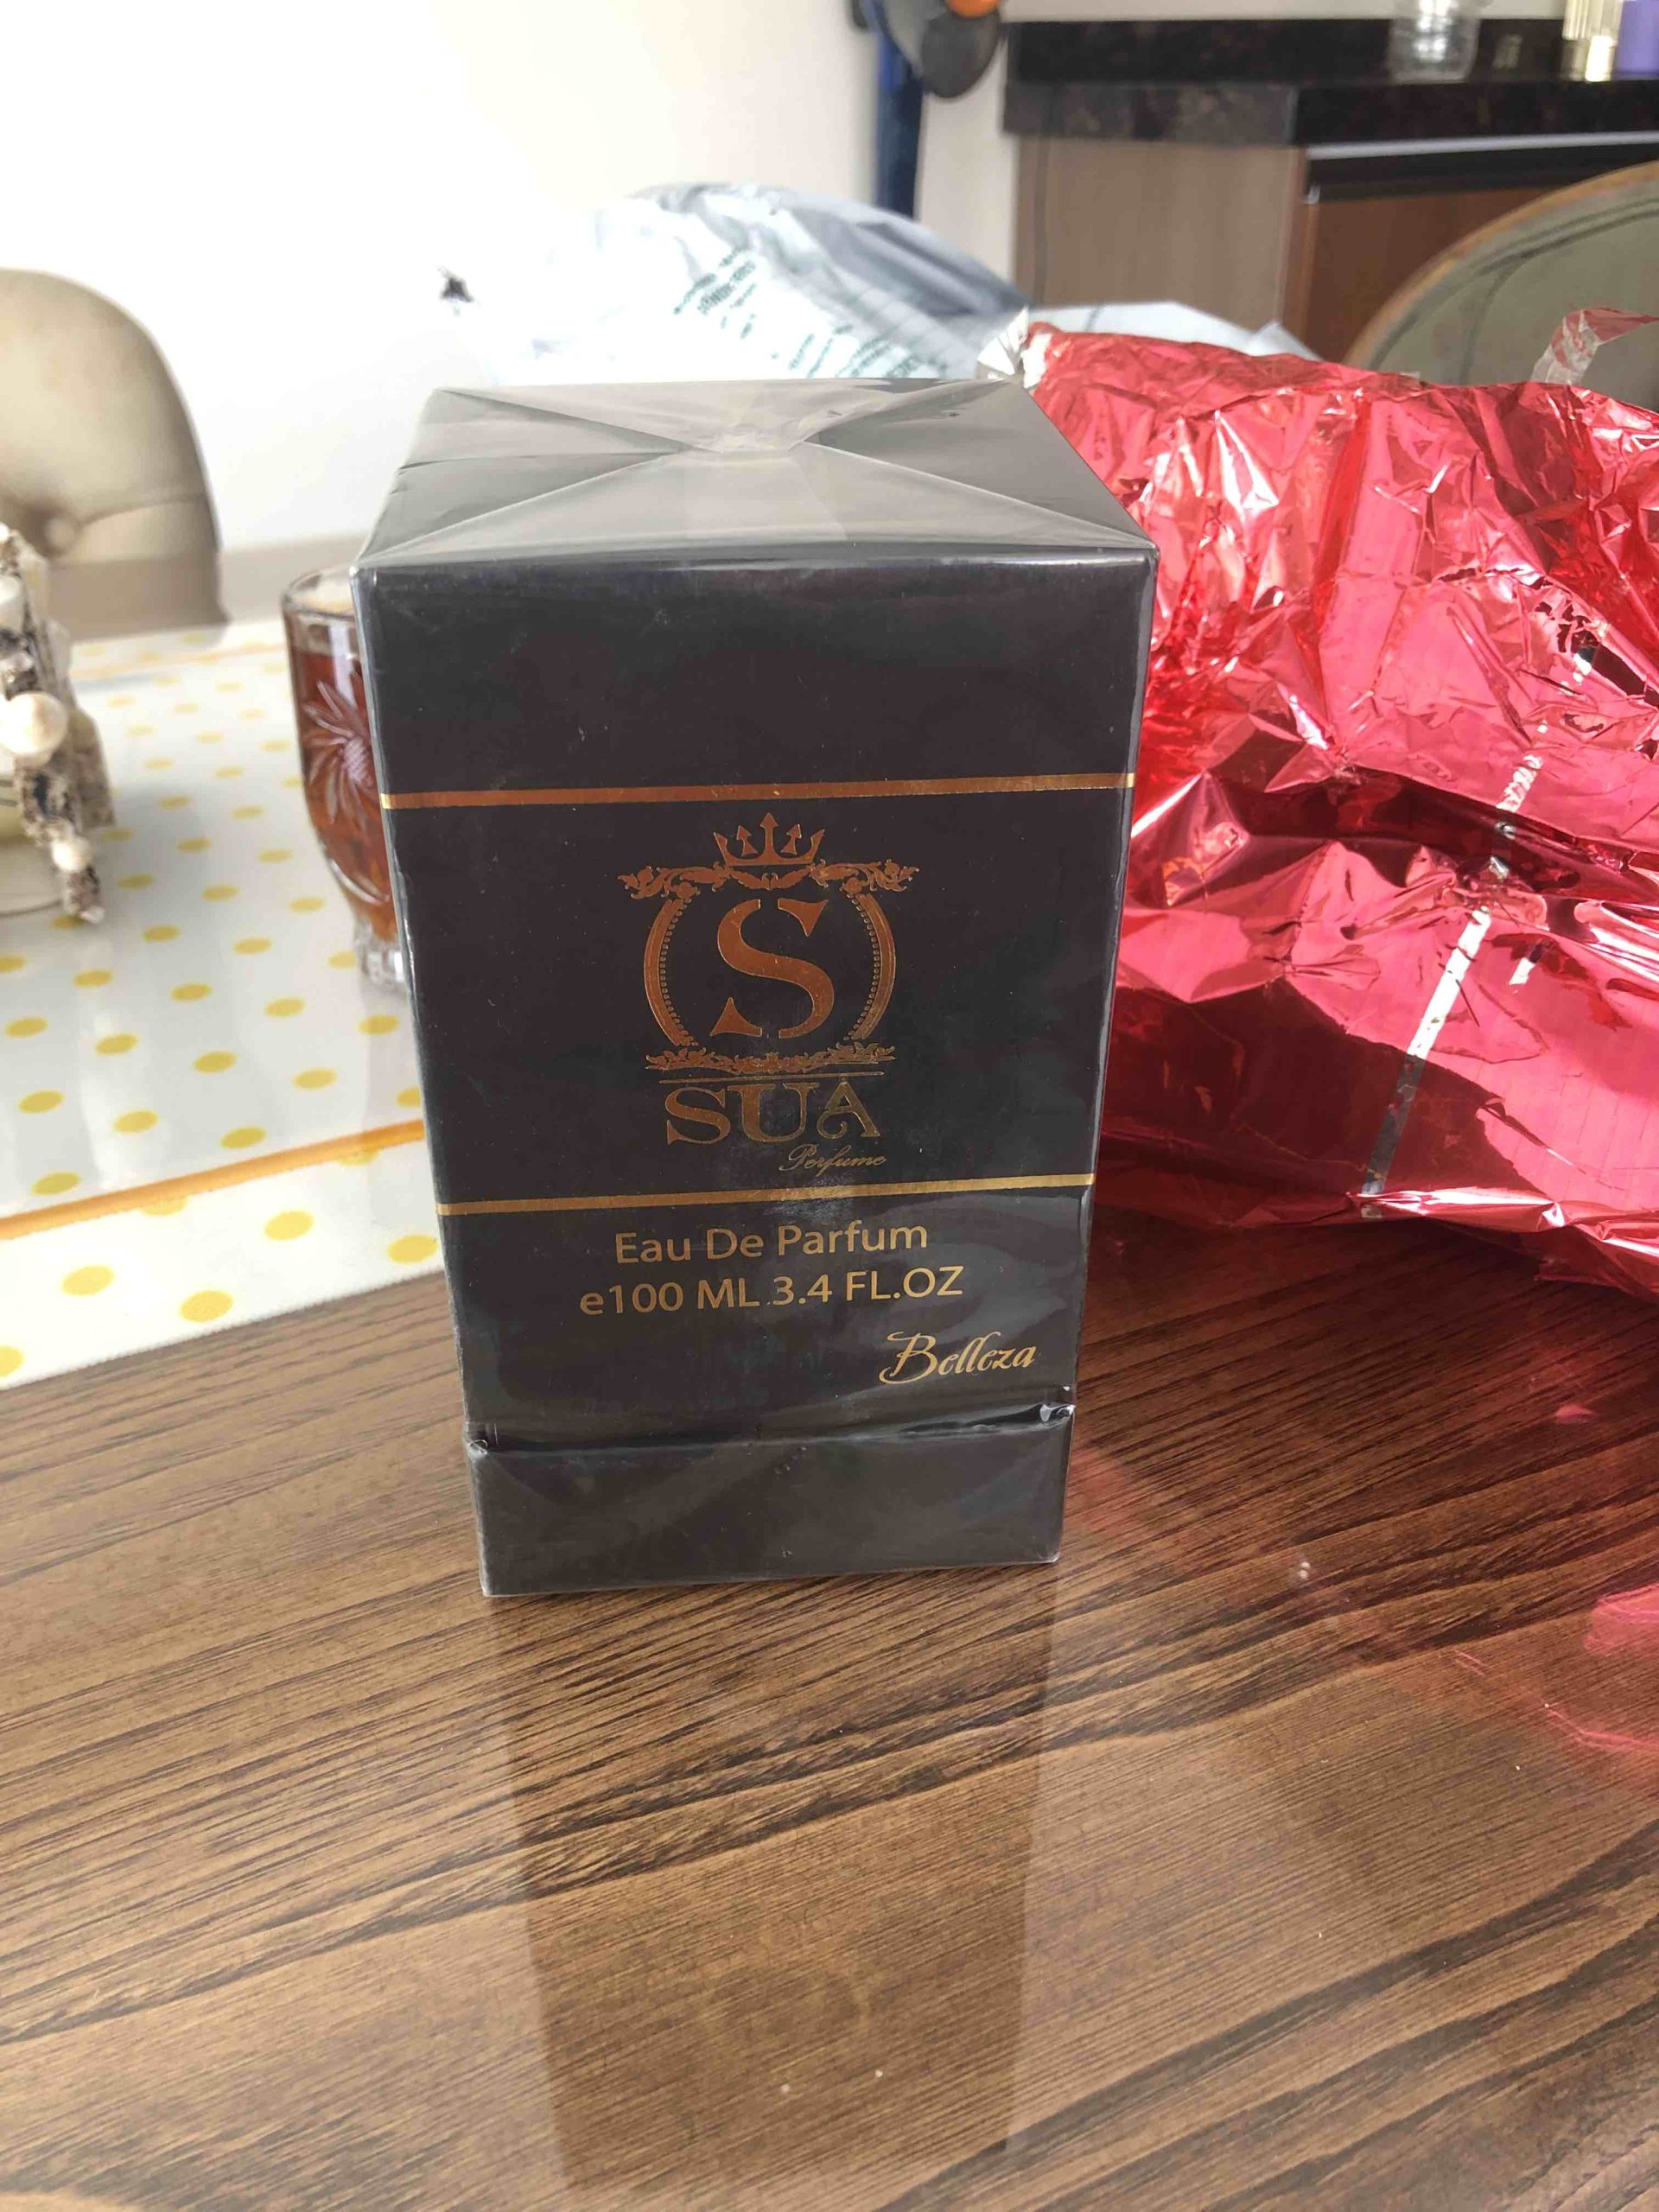 S
SUA
Perfume
Eau De Parfum
e100 ML 3.4 FL.OZ
Belleza